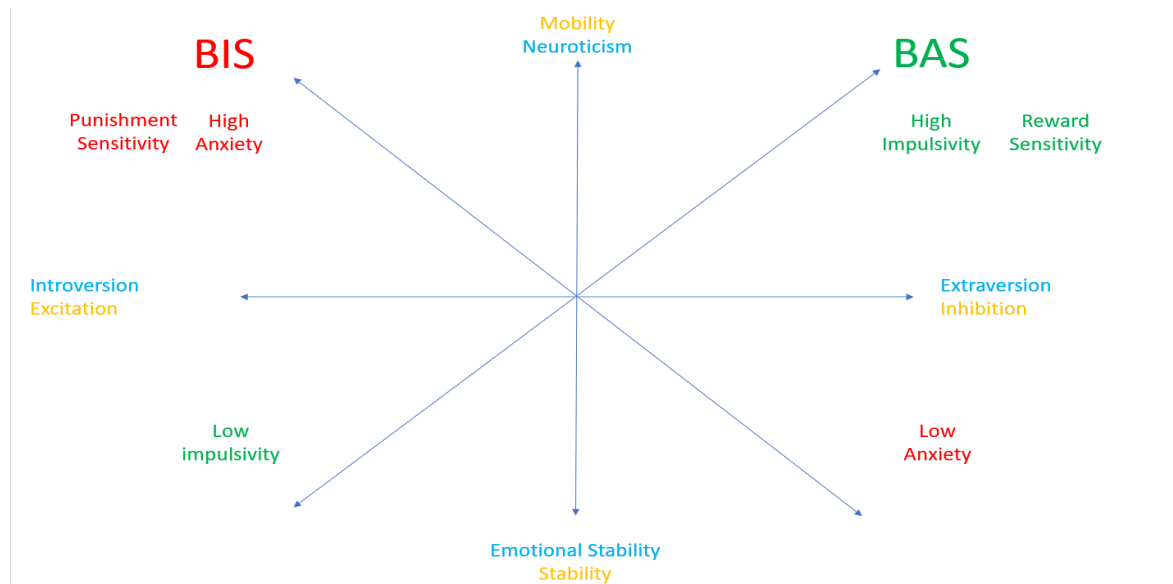 Mobility
Neuroticism
BIS
BAS
Punishment
Sensitivity
High
Anxiety
High
Impulsivity
Reward
Sensitivity
Introversion
Excitation
Extraversion
Inhibition
Low
impulsivity
Low
Anxiety
Emotional Stability
Stability